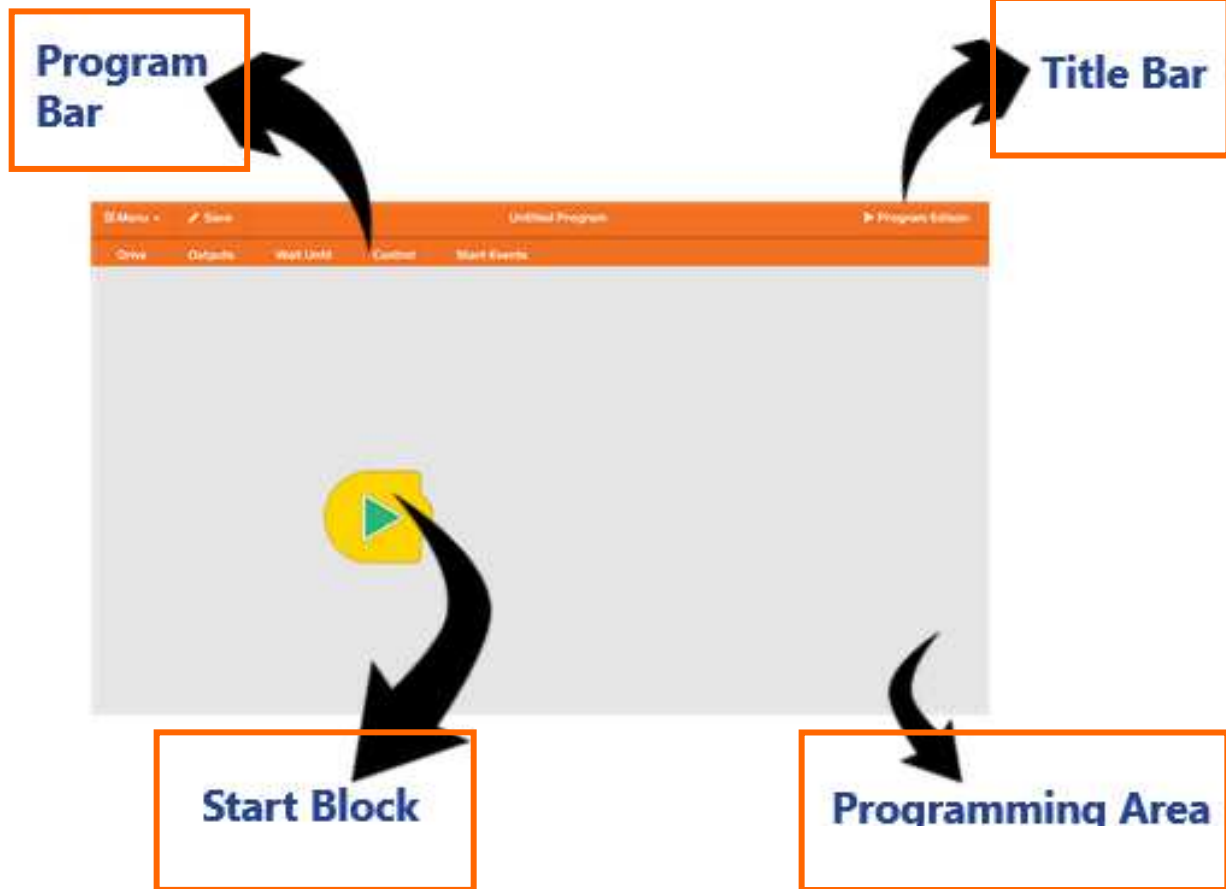 Program
Bar
Title Bar
Menu
Save
Untitled Program
Program Edison
Drive
Outputs
Wait Until
Control
Start Events
Start Block
Programming Area